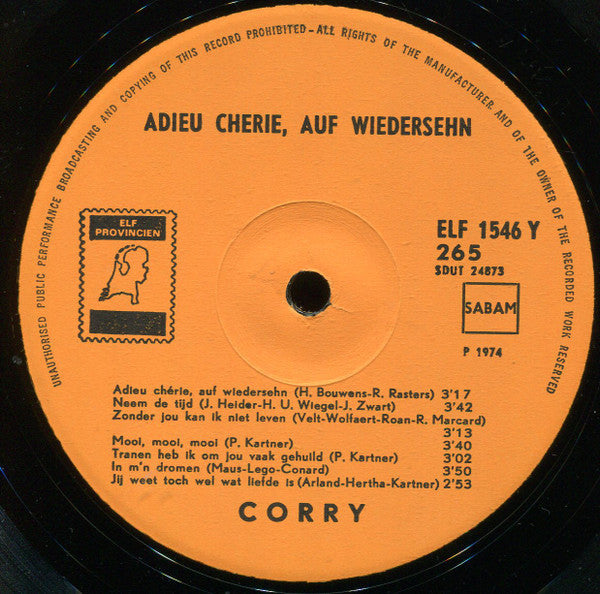 UNAUTHORISED PUBLIC PERFORMANCE BROADCASTING AND COPYING OF THIS RECORD PROHIBITED - ALL RIGHTS OF THE MANUFACTURER AND OF THE OWNER OF THE RECORDED WORK RESERVED
ADIEU CHERIE, AUF WIEDERSEHN
ELF
PROVINCIEN
ELF 1546 Y
265
SDUT 24873
SABAM
P 1974
Adieu chérie, auf wiedersehn (H. Bouwens-R. Rasters) 3'17
Neem de tijd (J. Heider-H. U. Wiegel-J. Zwart) 3'42
Zonder jou kan ik niet leven (Velt-Wolfaert-Roan-R. Marcard)
3'13
Mooi, mooi, mooi (P. Kartner) 3'40
Tranen heb ik om jou vaak gehuild (P. Kartner) 3'02
In m'n dromen (Maus-Lego-Conard) 3'50
Jij weet toch wel wat liefde is (Arland-Hertha-Kartner) 2'53
CORRY